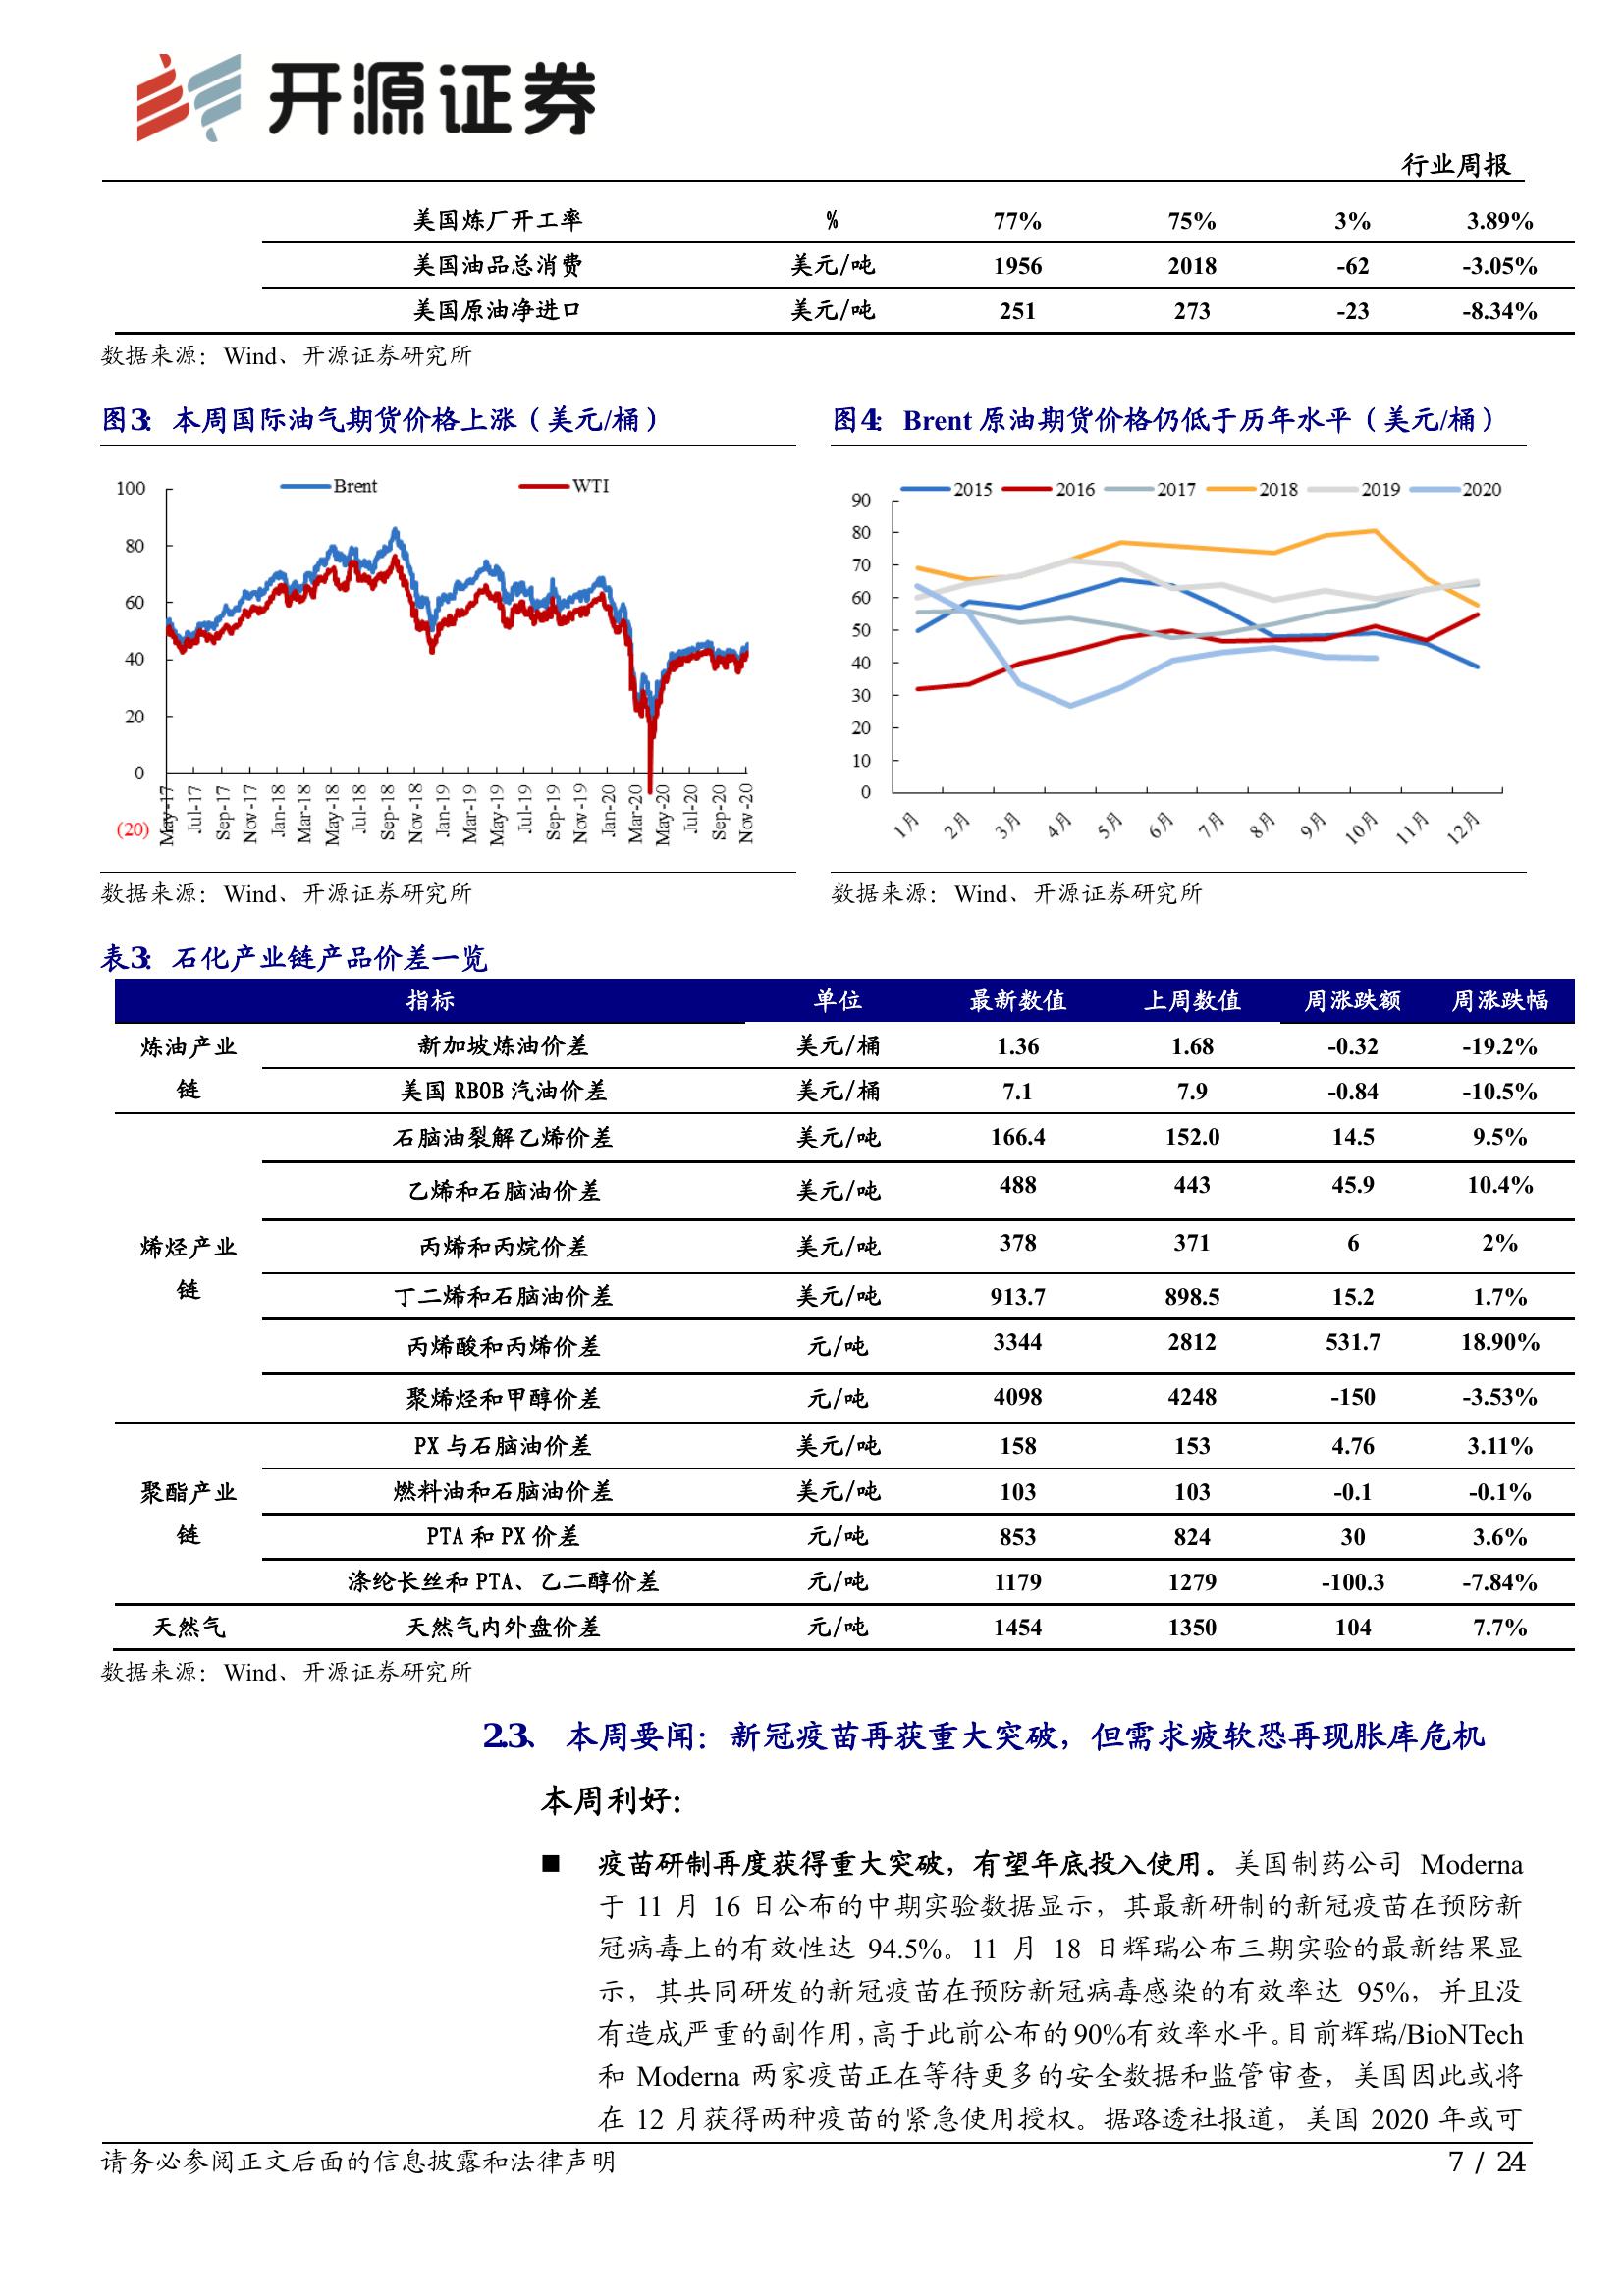 开源证券
行业周报
美国炼厂开工率 % 77% 75% 3% 3.89%
美国油品总消费 美元/吨 1956 2018 -62 -3.05%
美国原油净进口 美元/吨 251 273 -23 -8.34%
数据来源：Wind、开源证券研究所
图3：本周国际油气期货价格上涨（美元/桶）
Brent WTI
100
80
60
40
20
0
(20)
May-17 Jul-17 Sep-17 Nov-17 Jan-18 Mar-18 May-18 Jul-18 Sep-18 Nov-18 Jan-19 Mar-19 May-19 Jul-19 Sep-19 Nov-19 Jan-20 Mar-20 May-20 Jul-20 Sep-20 Nov-20
数据来源：Wind、开源证券研究所
图4：Brent 原油期货价格仍低于历年水平（美元/桶）
2015 2016 2017 2018 2019 2020
90
80
70
60
50
40
30
20
10
0
1月 2月 3月 4月 5月 6月 7月 8月 9月 10月 11月 12月
数据来源：Wind、开源证券研究所
表3：石化产业链产品价差一览
指标 单位 最新数值 上周数值 周涨跌额 周涨跌幅
炼油产业链
新加坡炼油价差 美元/桶 1.36 1.68 -0.32 -19.2%
美国 RBOB 汽油价差 美元/桶 7.1 7.9 -0.84 -10.5%
烯烃产业链
石脑油裂解乙烯价差 美元/吨 166.4 152.0 14.5 9.5%
乙烯和石脑油价差 美元/吨 488 443 45.9 10.4%
丙烯和丙烷价差 美元/吨 378 371 6 2%
丁二烯和石脑油价差 美元/吨 913.7 898.5 15.2 1.7%
丙烯酸和丙烯价差 元/吨 3344 2812 531.7 18.90%
聚烯烃和甲醇价差 元/吨 4098 4248 -150 -3.53%
聚酯产业链
PX 与石脑油价差 美元/吨 158 153 4.76 3.11%
燃料油和石脑油价差 美元/吨 103 103 -0.1 -0.1%
PTA 和 PX 价差 元/吨 853 824 30 3.6%
涤纶长丝和 PTA、乙二醇价差 元/吨 1179 1279 -100.3 -7.84%
天然气 天然气内外盘价差 元/吨 1454 1350 104 7.7%
数据来源：Wind、开源证券研究所
2.3、 本周要闻：新冠疫苗再获重大突破，但需求疲软恐再现胀库危机
本周利好：
■ 疫苗研制再度获得重大突破，有望年底投入使用。美国制药公司 Moderna
于 11 月 16 日公布的中期实验数据显示，其最新研制的新冠疫苗在预防新
冠病毒上的有效性达 94.5%。11 月 18 日辉瑞公布三期实验的最新结果显
示，其共同研发的新冠疫苗在预防新冠病毒感染的有效率达 95%，并且没
有造成严重的副作用，高于此前公布的90%有效率水平。目前辉瑞/BioNTech
和 Moderna 两家疫苗正在等待更多的安全数据和监管审查，美国因此或将
在 12 月获得两种疫苗的紧急使用授权。据路透社报道，美国 2020 年或可
请务必参阅正文后面的信息披露和法律声明 7 / 24